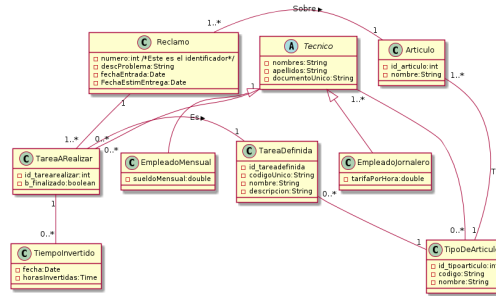 Sobre
1..*
1
C Reclamo
numero:int /*Este es el identificador*/
descProblema:String
fechaEntrada:Date
FechaEstimEntrega:Date
A Tecnico
nombres:String
apellidos:String
documentoUnico:String
C Articulo
id_articulo:int
nombre:String
1
1
1..*
1..*
1..*
0..*
0..*
Es
1
T
C TareaARealizar
id_tararealizar:int
b_finalizado:boolean
C EmpleadoMensual
sueldoMensual:double
C TareaDefinida
id_tareadefinida
codigoUnico:String
nombre:String
descripcion:String
C EmpleadoJornalero
tarifaPorHora:double
1
0..*
0..*
1
0..*
1
C TiempoInvertido
fecha:Date
horasInvertidas:Time
C TipoDeArticulo
id_tipoarticulo:int
codigo:String
nombre:String